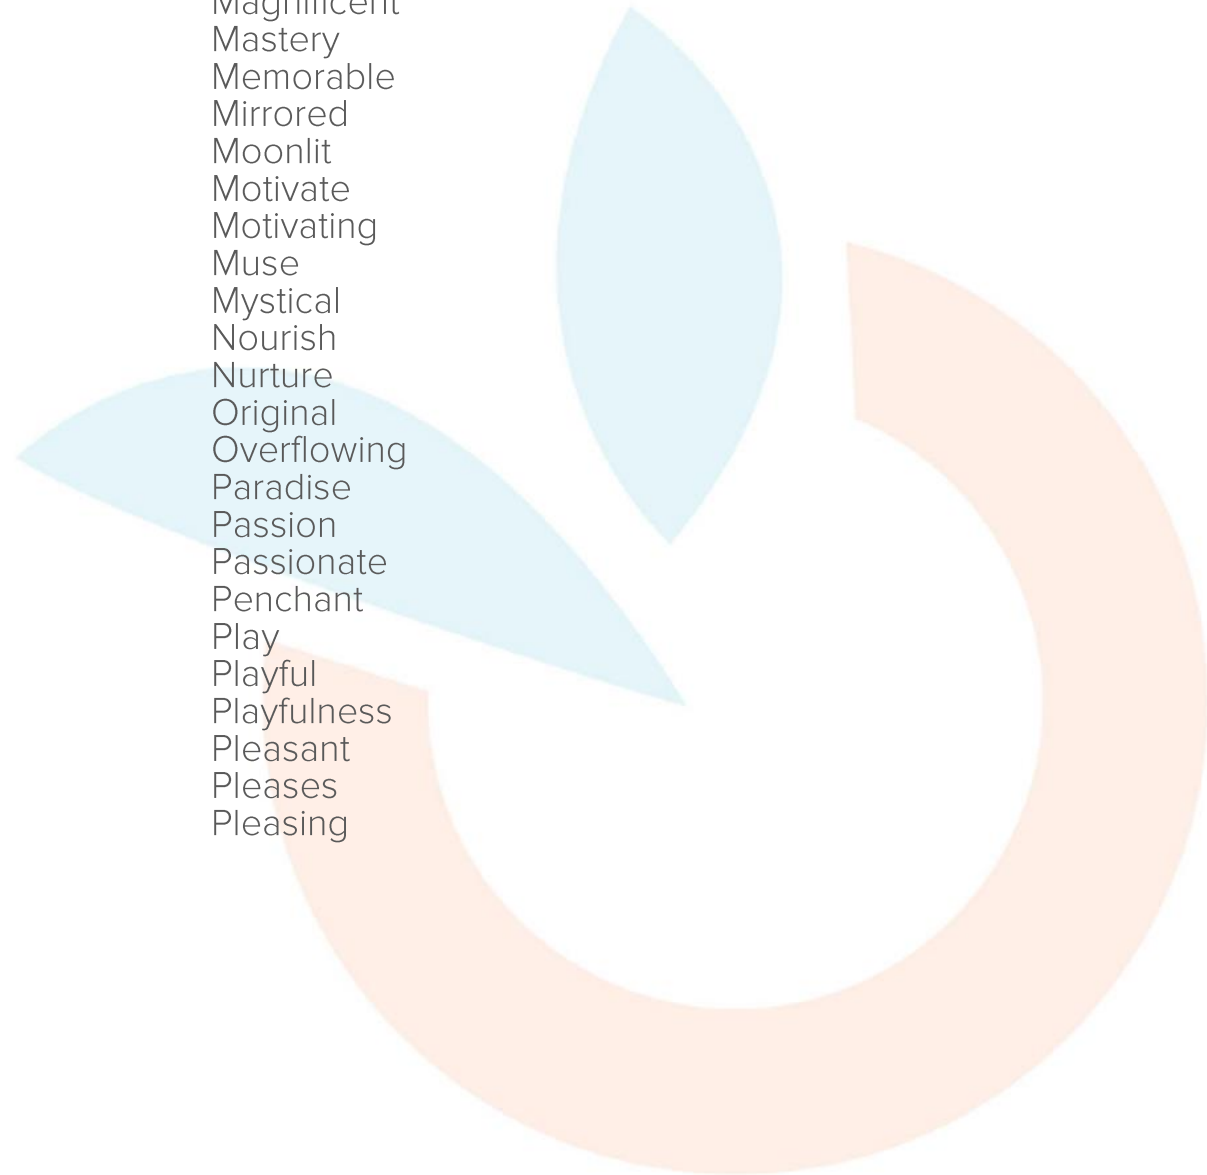 Magnificent
Mastery
Memorable
Mirrored
Moonlit
Motivate
Motivating
Muse
Mystical
Nourish
Nurture
Original
Overflowing
Paradise
Passion
Passionate
Penchant
Play
Playful
Playfulness
Pleasant
Pleases
Pleasing